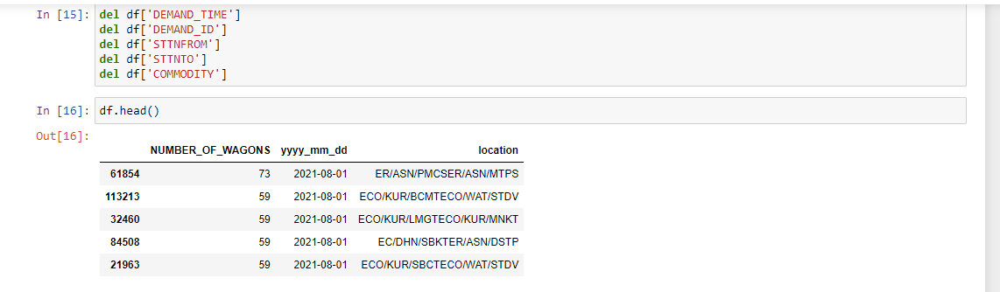 In [15]: del df['DEMAND_TIME']
del df['DEMAND_ID']
del df['STTNFROM']
del df['STTNTO']
del df['COMMODITY']
In [16]: df.head()
Out[16]:
NUMBER_OF_WAGONS yyyy_mm_dd location
61854 73 2021-08-01 ER/ASN/PMCSER/ASN/MTPS
113213 59 2021-08-01 ECO/KUR/BCMTECO/WAT/STDV
32460 59 2021-08-01 ECO/KUR/LMGTECO/KUR/MNKT
84508 59 2021-08-01 EC/DHN/SBKTER/ASN/DSTP
21963 59 2021-08-01 ECO/KUR/SBCTECO/WAT/STDV